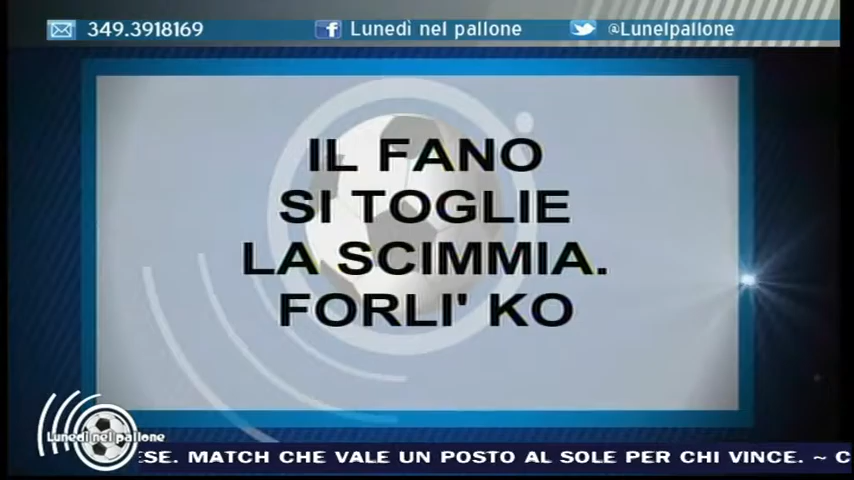 349.3918169
Lunedì nel pallone
@Lunelpallone
IL FANO
SI TOGLIE
LA SCIMMIA.
FORLI' KO
Lunedì nel pallone
ESE. MATCH CHE VALE UN POSTO AL SOLE PER CHI VINCE. ~ C